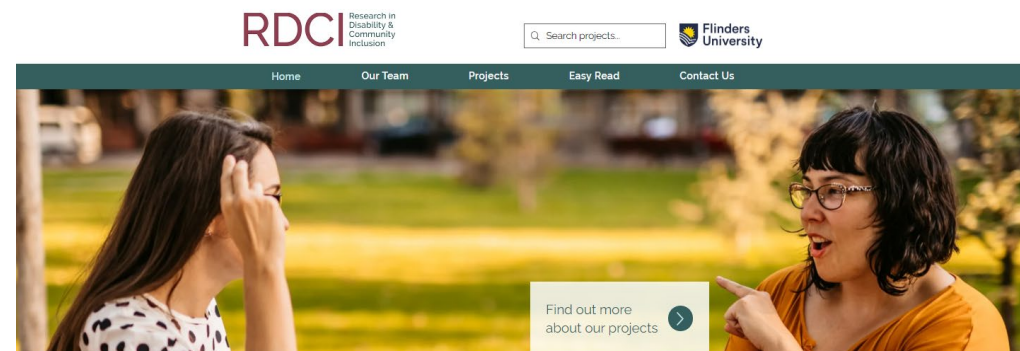 RDCI
Research in
Disability &
Community
Inclusion
Search projects...
Flinders
University
Home Our Team Projects Easy Read Contact Us
Find out more
about our projects